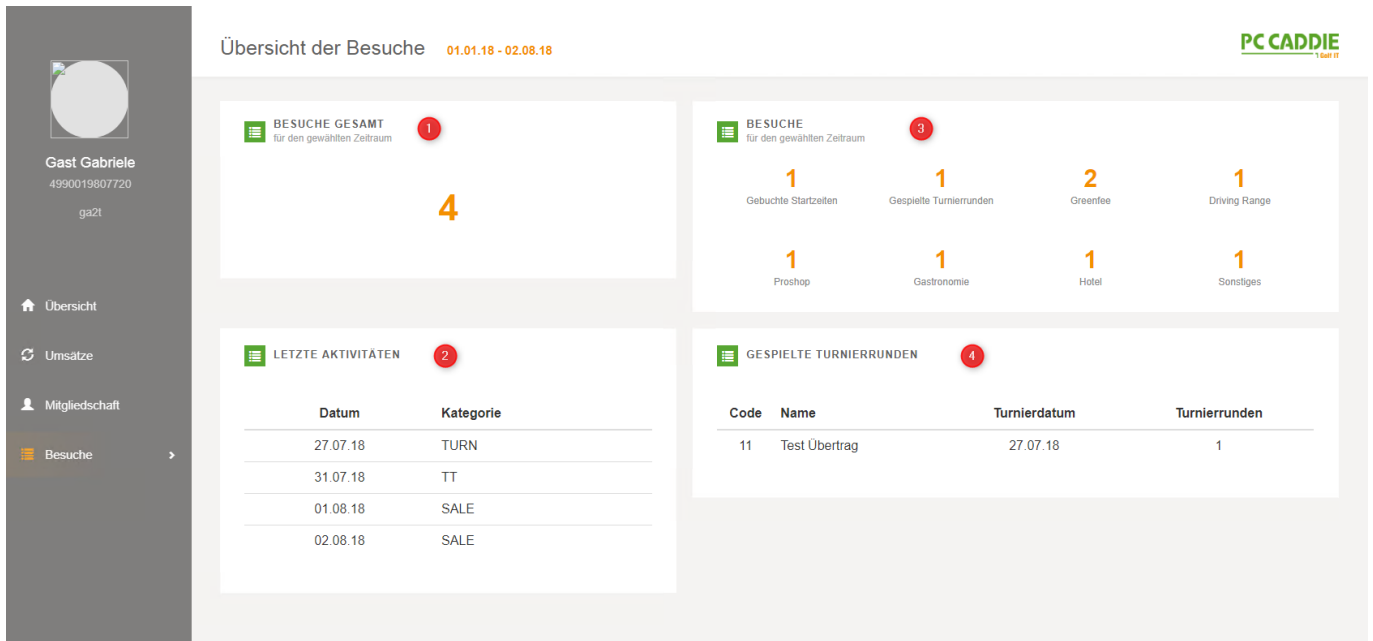 Gast Gabriele
4990019807720
ga2t
Übersicht
Umsätze
Mitgliedschaft
Besuche
Übersicht der Besuche 01.01.18 - 02.08.18
PC CADDIE
Golf IT
BESUCHE GESAMT 1
für den gewählten Zeitraum
4
BESUCHE 3
für den gewählten Zeitraum
1 1 2 1
Gebuchte Startzeiten Gespielte Turnierrunden Greenfee Driving Range
1 1 1 1
Proshop Gastronomie Hotel Sonstiges
LETZTE AKTIVITÄTEN 2
Datum Kategorie
27.07.18 TURN
31.07.18 TT
01.08.18 SALE
02.08.18 SALE
GESPIELTE TURNIERRUNDEN 4
Code Name Turnierdatum Turnierrunden
11 Test Übertrag 27.07.18 1